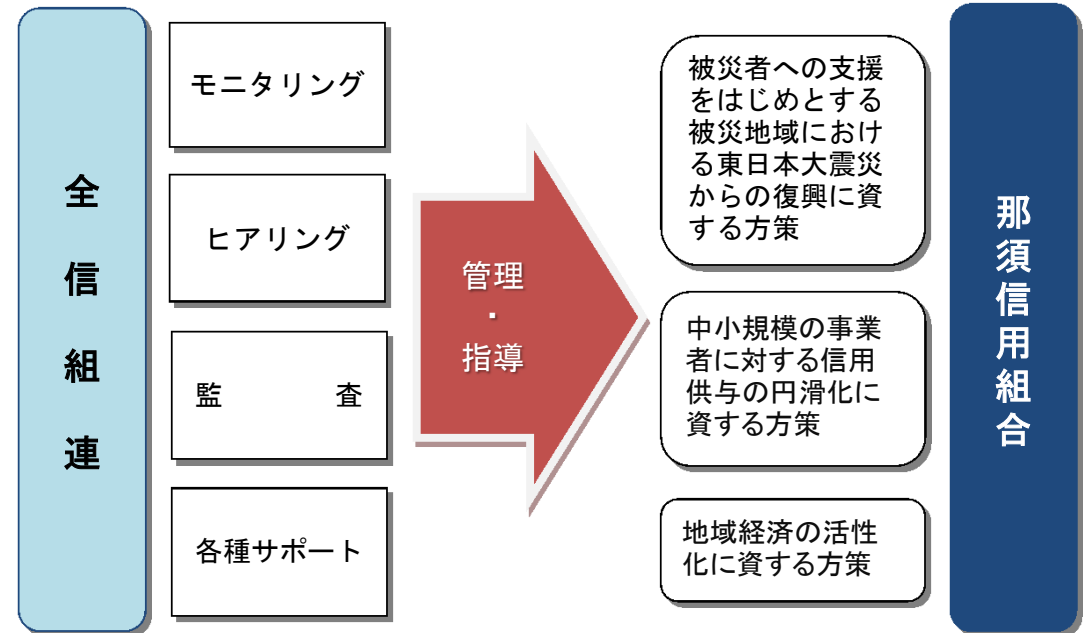 全信組連
モニタリング
ヒアリング
監　査
各種サポート
管理
・
指導
被災者への支援
をはじめとする
被災地域におけ
る東日本大震災
からの復興に資
する方策
中小規模の事業
者に対する信用
供与の円滑化に
資する方策
地域経済の活性
化に資する方策
那須信用組合